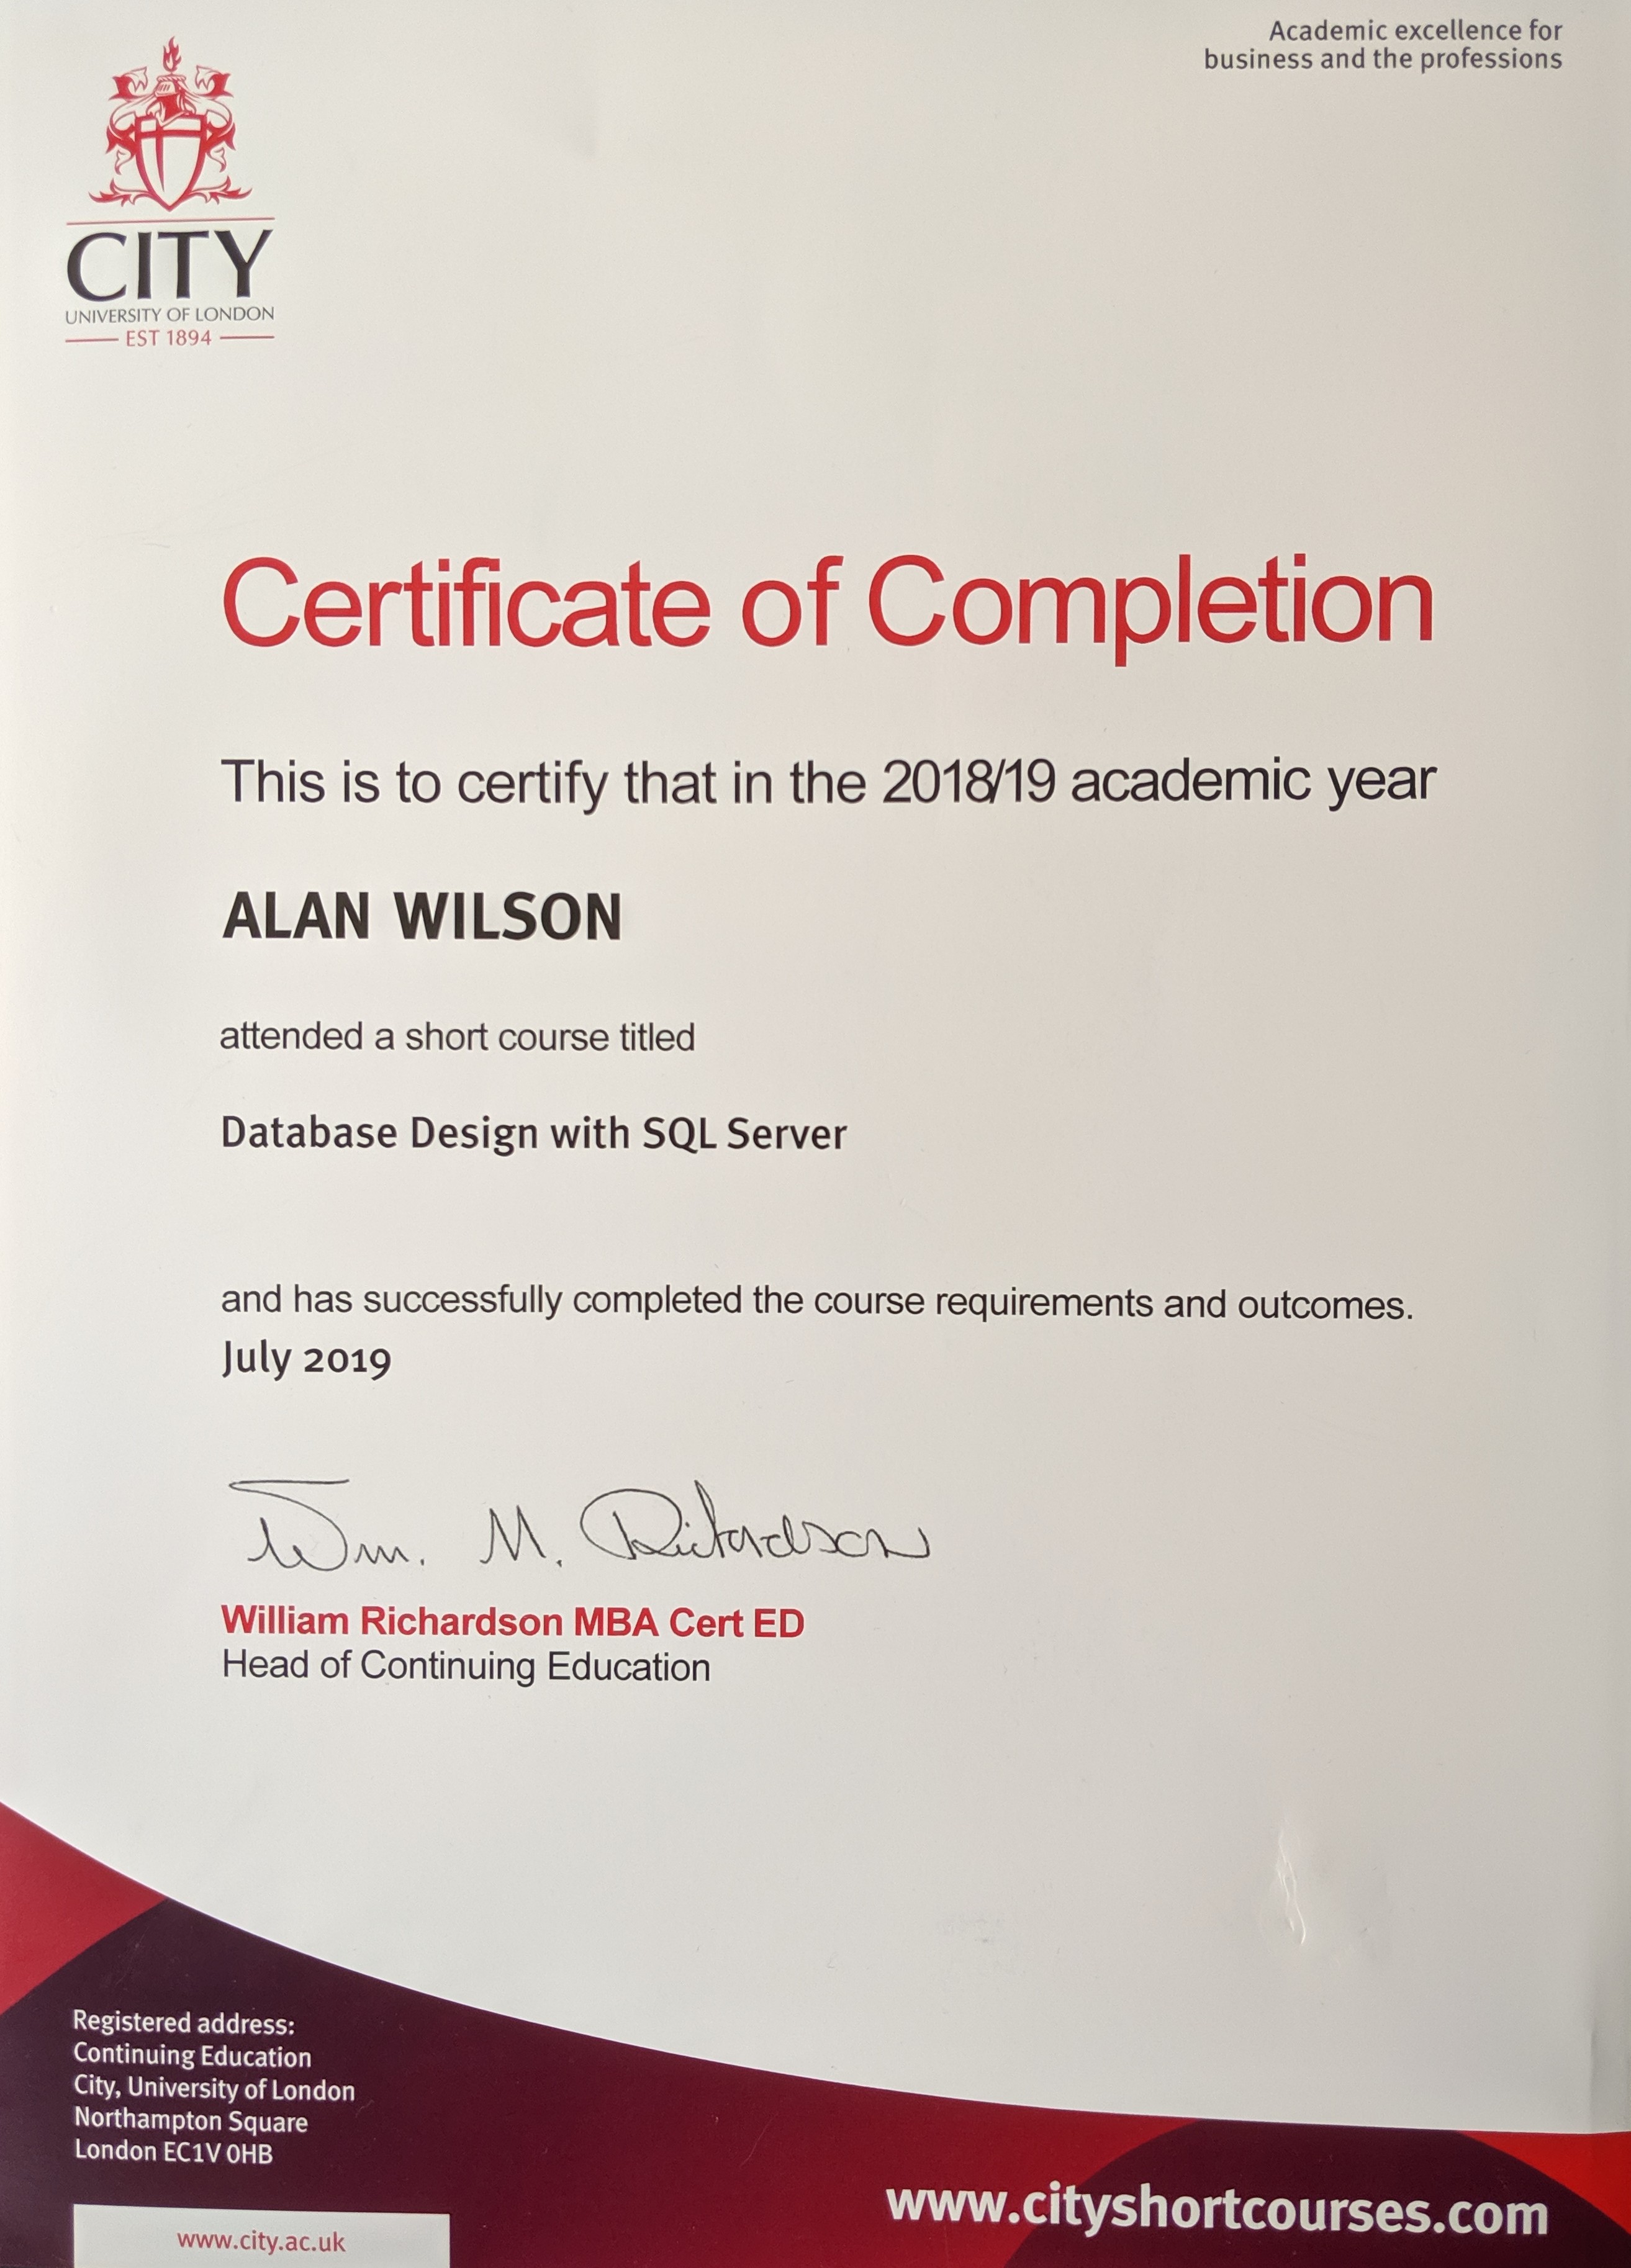 Academic excellence for
business and the professions
CITY
UNIVERSITY OF LONDON
EST 1894
Certificate of Completion
This is to certify that in the 2018/19 academic year
ALAN WILSON
attended a short course titled
Database Design with SQL Server
and has successfully completed the course requirements and outcomes.
July 2019
Wm. M. Richardson
William Richardson MBA Cert ED
Head of Continuing Education
Registered address:
Continuing Education
City, University of London
Northampton Square
London EC1V 0HB
www.city.ac.uk
www.cityshortcourses.com